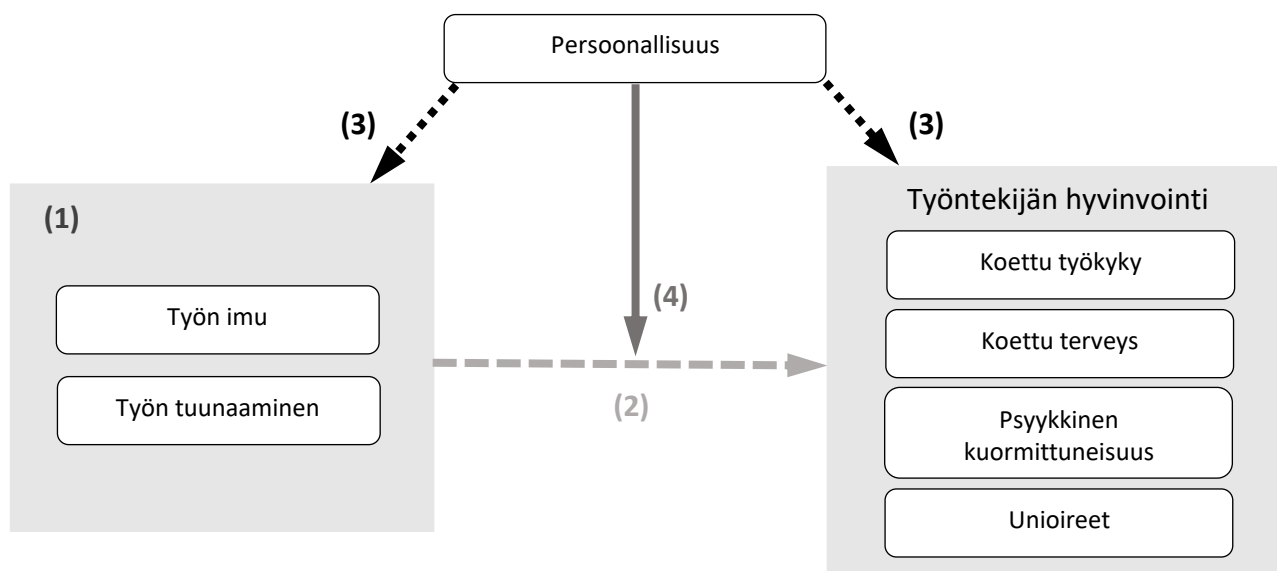 Persoonallisuus
(3)
(3)
(1)
Työn imu
Työn tuunaaminen
(4)
(2)
Työntekijän hyvinvointi
Koettu työkyky
Koettu terveys
Psyykkinen
kuormittuneisuus
Unioireet